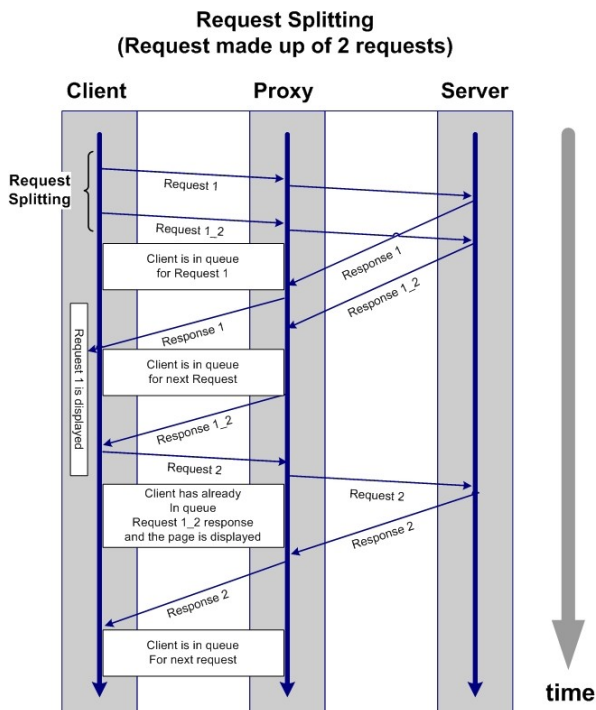 Request Splitting
(Request made up of 2 requests)
Client
Proxy
Server
Request
Splitting
Request 1
Request 1_2
Client is in queue
for Request 1
Response 1
Response 1_2
Response 1
Request 1 is displayed
Client is in queue
for next Request
Response 1_2
Request 2
Request 2
Client has already
In queue
Request 1_2 response
and the page is displayed
Response 2
Response 2
Client is in queue
For next request
time